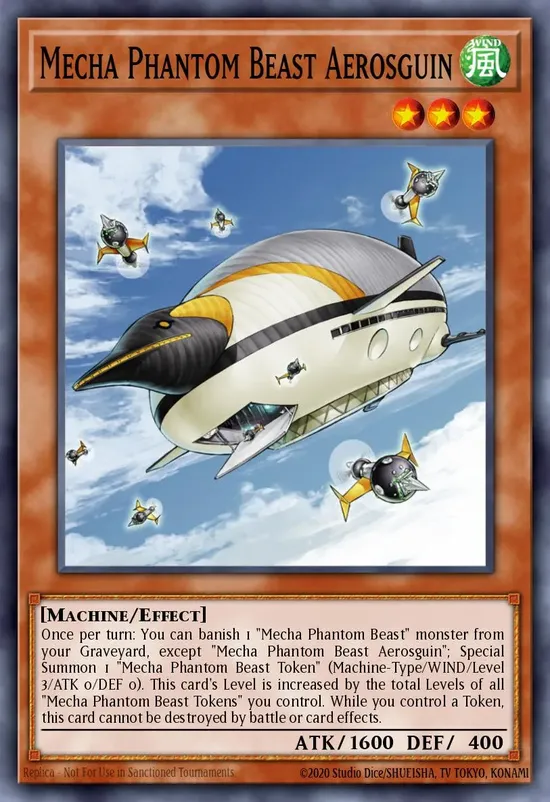 MECHA PHANTOM BEAST AEROSGUIN
WIND
風
[MACHINE/EFFECT]
Once per turn: You can banish 1 "Mecha Phantom Beast" monster from
your Graveyard, except "Mecha Phantom Beast Aerosguin"; Special
Summon 1 "Mecha Phantom Beast Token" (Machine-Type/WIND/Level
3/ATK 0/DEF 0). This card's Level is increased by the total Levels of all
"Mecha Phantom Beast Tokens" you control. While you control a Token,
this card cannot be destroyed by battle or card effects.
ATK/1600 DEF/ 400
Replica - Not For Use in Sanctioned Tournaments
©2020 Studio Dice/SHUEISHA, TV TOKYO, KONAMI